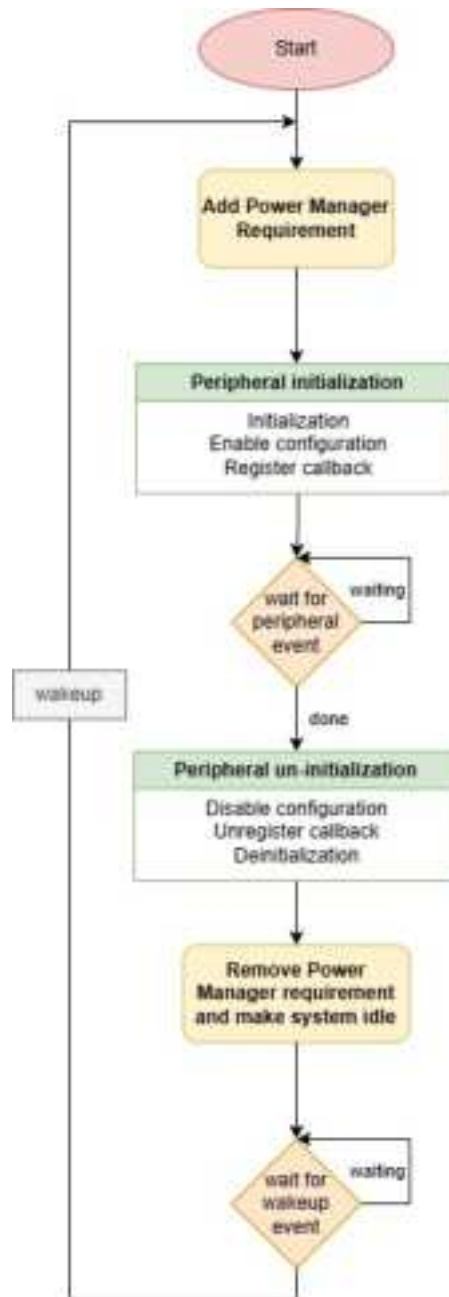 Start
Add Power Manager
Requirement
Peripheral initialization
Initialization
Enable configuration
Register callback
waiting
wait for
peripheral
event
wakeup
done
Peripheral un-initialization
Disable configuration
Unregister callback
Deinitialization
Remove Power
Manager requirement
and make system idle
waiting
wait for
wakeup
event